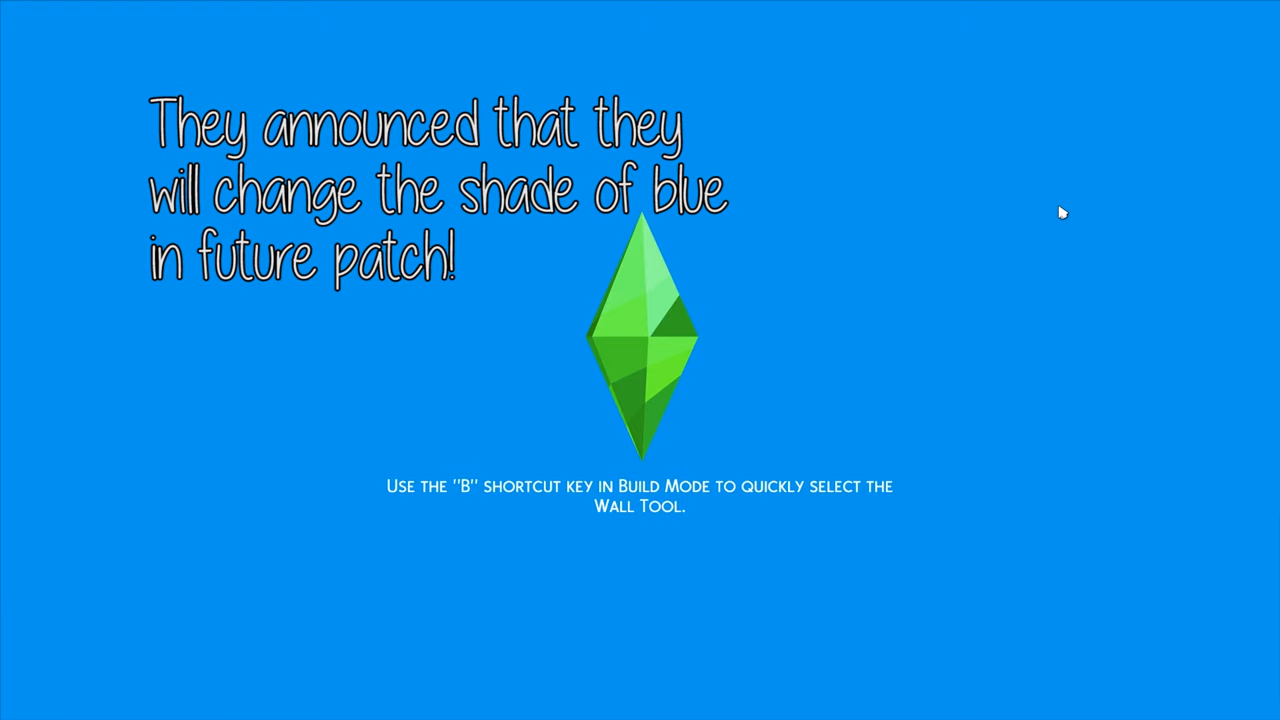 They announced that they
will change the shade of blue
in future patch!
USE THE "B" SHORTCUT KEY IN BUILD MODE TO QUICKLY SELECT THE
WALL TOOL.